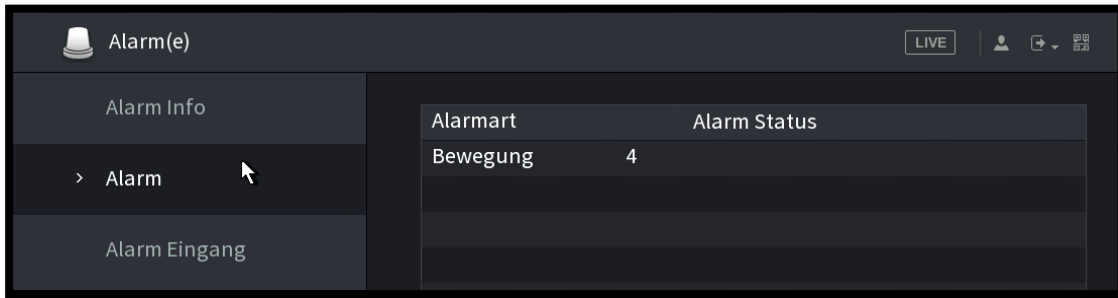 Alarm(e)
LIVE
Alarm Info
> Alarm
Alarm Eingang
Alarmart Alarm Status
Bewegung 4